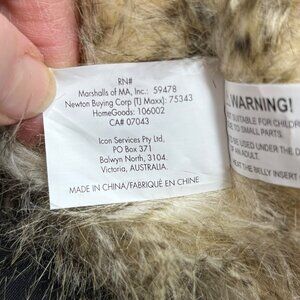 RN#
Marshalls of MA, Inc.: 59478
Newton Buying Corp (TJ Maxx): 75343
HomeGoods: 106002
CA# 07043
Icon Services Pty Ltd,
PO Box 371
Balwyn North, 3104.
Victoria, AUSTRALIA.
MADE IN CHINA/FABRIQUÉ EN CHINE
WARNING!
SUITABLE FOR CHILDREN
TO SMALL PARTS.
BE USED UNDER THE
OF AN ADULT.
HEAT THE BELLY INSERT